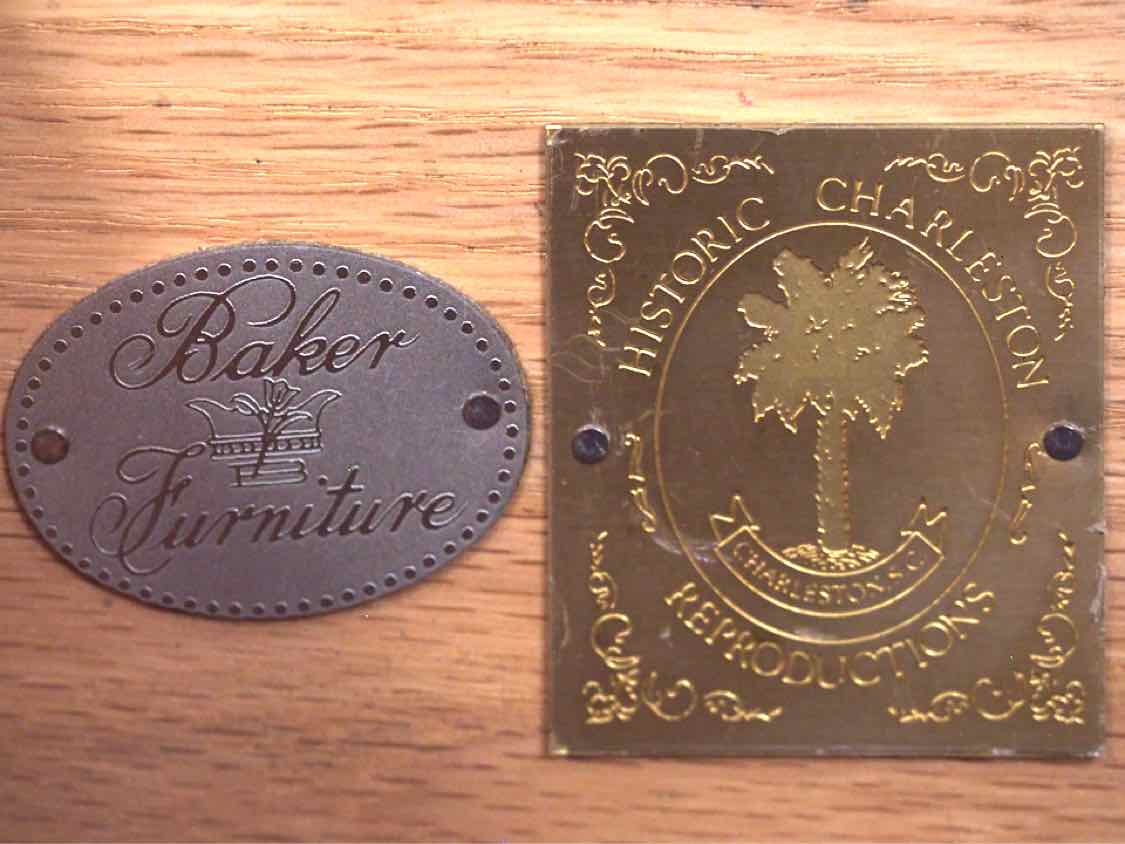 Baker
Furniture
HISTORIC CHARLESTON
CHARLESTON, S.C.
REPRODUCTIONS